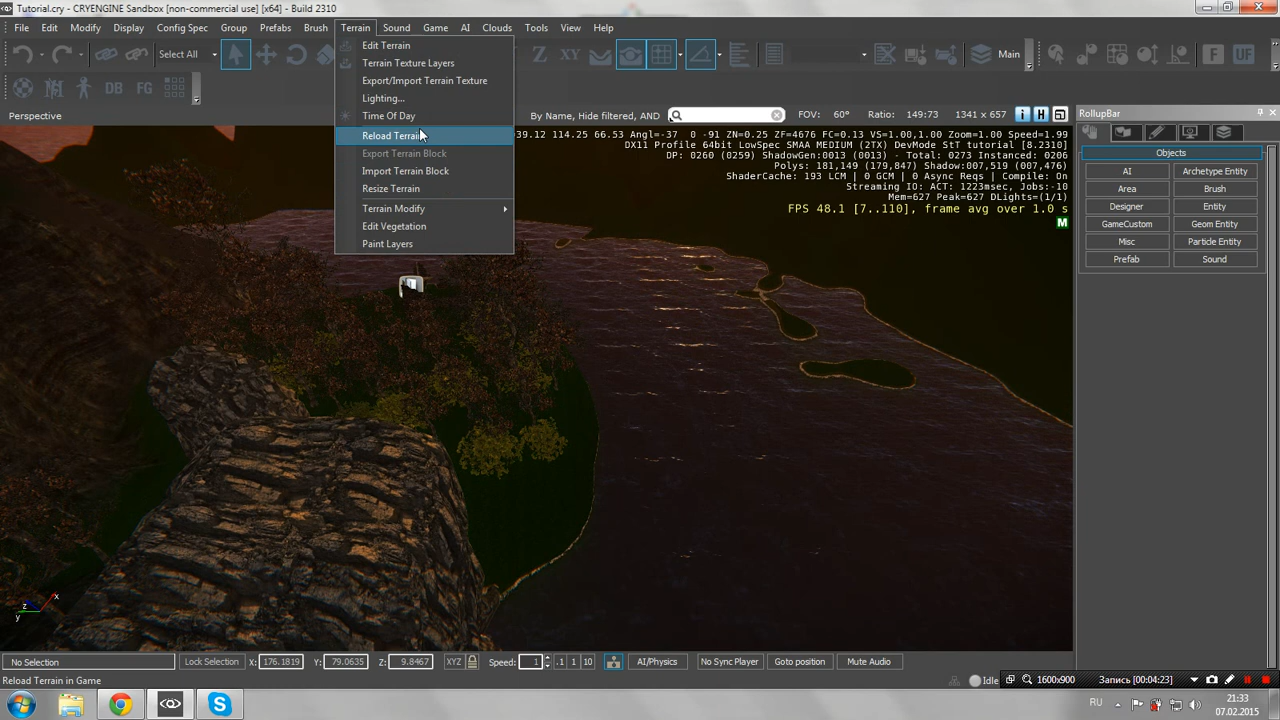 Tutorial.cry - CRYENGINE Sandbox [non-commercial use] [x64] - Build 2310
File Edit Modify Display Config Spec Group Prefabs Brush Terrain Sound Game AI Clouds Tools View Help
Select All
Z XY
Main
F UF
DB FG
Edit Terrain
Terrain Texture Layers
Export/Import Terrain Texture
Lighting...
Time Of Day
Reload Terrain
Export Terrain Block
Import Terrain Block
Resize Terrain
Terrain Modify
Edit Vegetation
Paint Layers
Perspective
By Name, Hide filtered, AND
FOV: 60° Ratio: 149:73 1341 x 657 i H
39.12 114.25 66.53 Angl=-37 0 -91 ZN=0.25 ZF=4676 FC=0.13 VS=1.00,1.00 Zoom=1.00 Speed=1.99
DX11 Profile 64bit LowSpec SMAA MEDIUM (2TX) DevMode StT tutorial [8.2310]
DP: 0260 (0259) ShadowGen:0013 (0013) - Total: 0273 Instanced: 0206
Polys: 181,149 (179,847) Shadow:007,519 (007,476)
ShaderCache: 193 LCM | 0 GCM | 0 Async Reqs | Compile: On
Streaming IO: ACT: 1223msec, Jobs:-10
Mem=627 Peak=627 DLights=(1/1)
FPS 48.1 [7..110], frame avg over 1.0 s
M
RollupBar
Objects
AI Archetype Entity
Area Brush
Designer Entity
GameCustom Geom Entity
Misc Particle Entity
Prefab Sound
z x
y
No Selection Lock Selection X: 176.1819 Y: 79.0635 Z: 9.8467 XYZ Speed: 1 .1 1 10 AI/Physics No Sync Player Goto position Mute Audio
Reload Terrain in Game
Idle
1600x900 Запись [00:04:23]
RU
21:33
07.02.2015